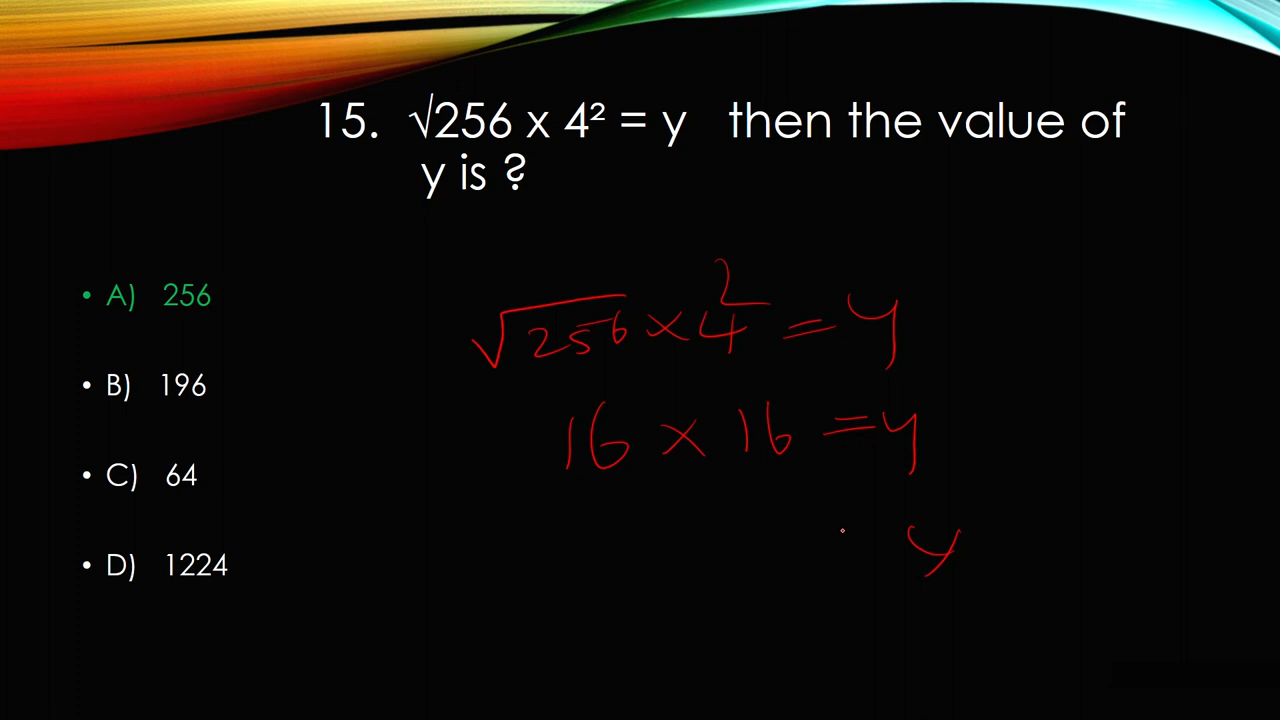 15. √256 x 4² = y then the value of
y is ?
• A) 256
• B) 196
• C) 64
• D) 1224
√256 × 4² = y
16 × 16 = y
y